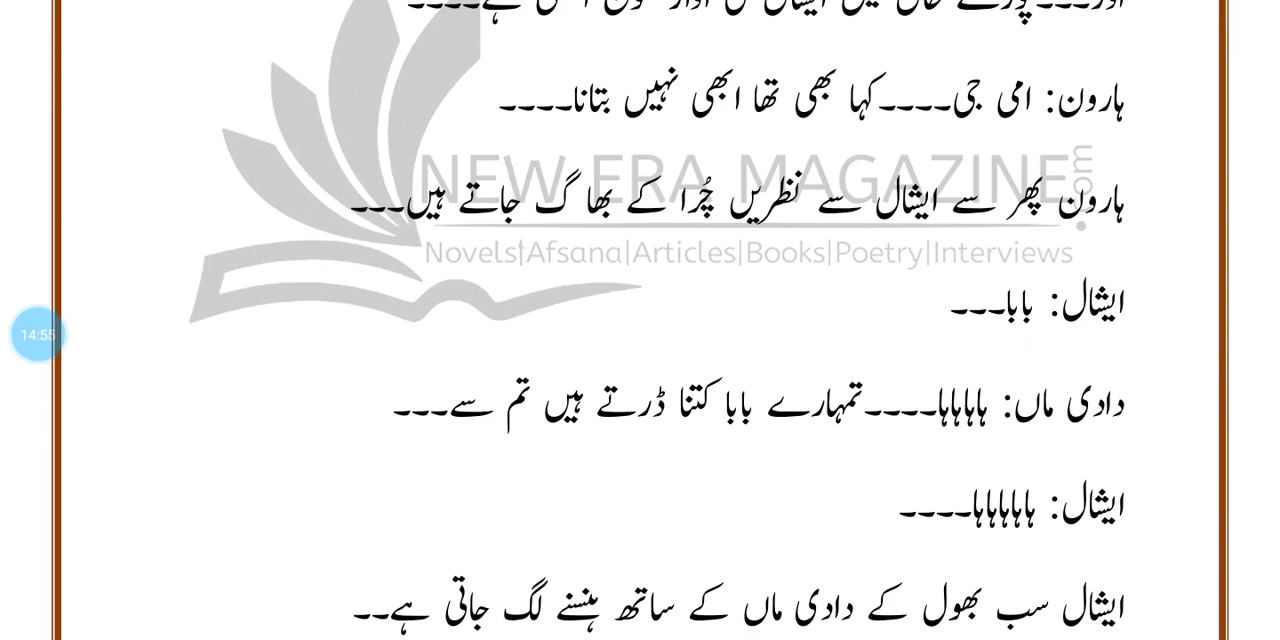 ہارون: امی جی۔۔۔۔کہا بھی تھا ابھی نہیں بتانا۔۔۔۔
NEW ERA MAGAZINE.com
ہارون پھر سے ایشال سے نظریں چُرا کے بھاگ جاتے ہیں۔۔۔
Novels|Afsana|Articles|Books|Poetry|Interviews
ایشال: بابا۔۔۔
14:55
دادی ماں: ہاہاہاہا۔۔۔۔تمہارے بابا کتنا ڈرتے ہیں تم سے۔۔۔
ایشال: ہاہاہاہاہا۔۔۔۔
ایشال سب بھول کے دادی ماں کے ساتھ ہنسنے لگ جاتی ہے۔۔